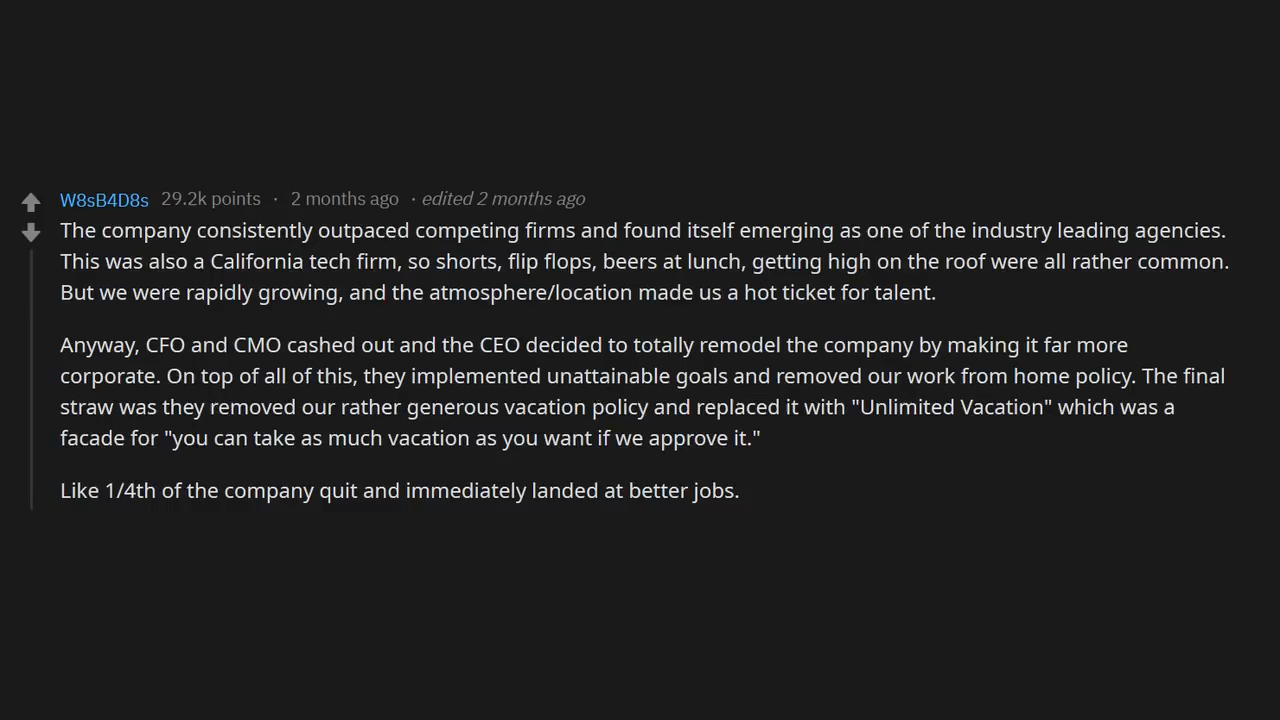 W8sB4D8s 29.2k points · 2 months ago · edited 2 months ago
The company consistently outpaced competing firms and found itself emerging as one of the industry leading agencies.
This was also a California tech firm, so shorts, flip flops, beers at lunch, getting high on the roof were all rather common.
But we were rapidly growing, and the atmosphere/location made us a hot ticket for talent.
Anyway, CFO and CMO cashed out and the CEO decided to totally remodel the company by making it far more
corporate. On top of all of this, they implemented unattainable goals and removed our work from home policy. The final
straw was they removed our rather generous vacation policy and replaced it with "Unlimited Vacation" which was a
facade for "you can take as much vacation as you want if we approve it."
Like 1/4th of the company quit and immediately landed at better jobs.